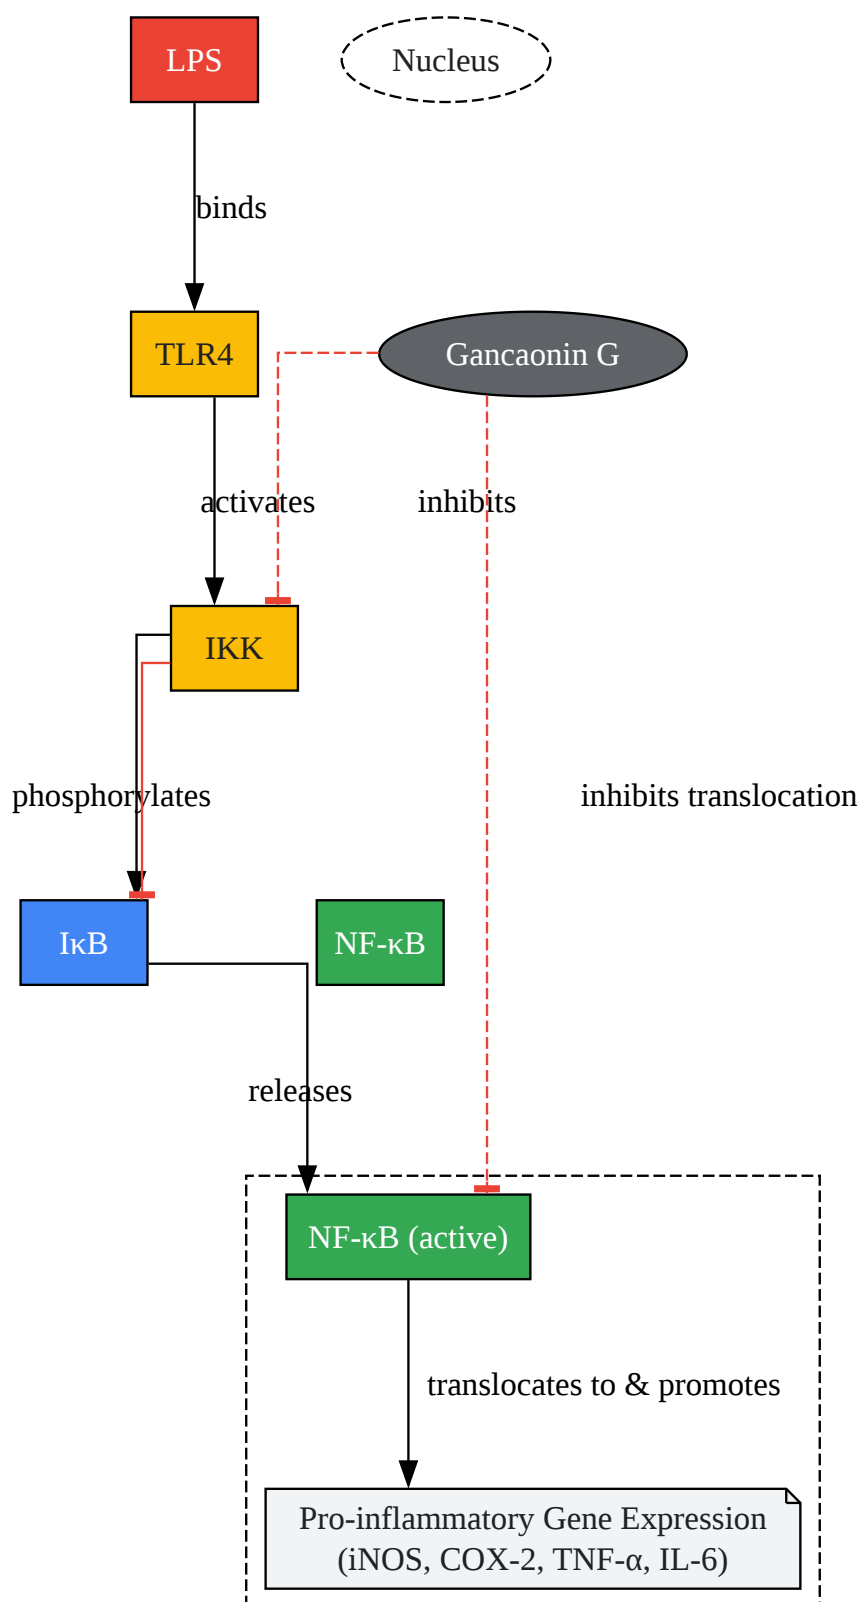 LPS
Nucleus
binds
TLR4
Gancaonin G
activates
inhibits
IKK
phosphorylates
inhibits translocation
IκB
NF-κB
releases
NF-κB (active)
translocates to & promotes
Pro-inflammatory Gene Expression
(iNOS, COX-2, TNF-α, IL-6)